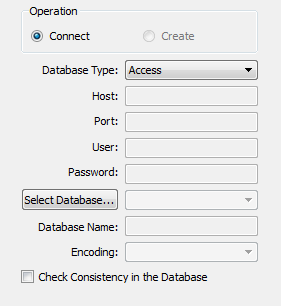 Operation
Connect Create
Database Type: Access
Host:
Port:
User:
Password:
Select Database...
Database Name:
Encoding:
Check Consistency in the Database